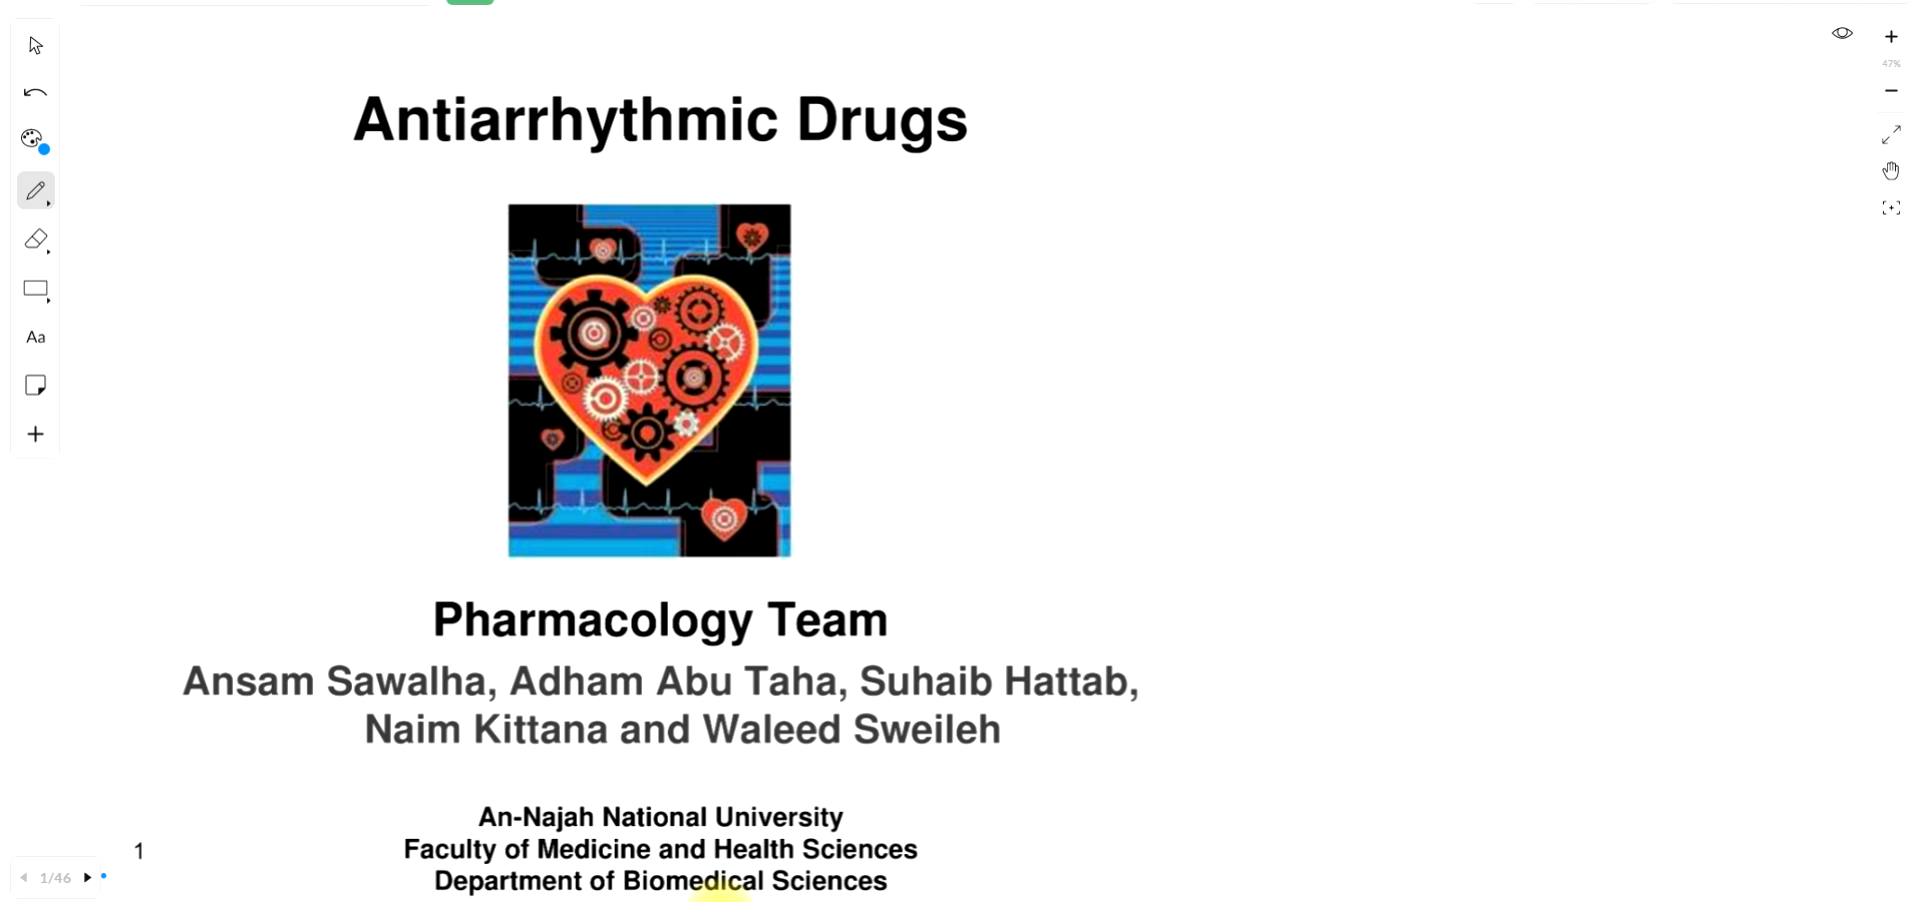 47%
Antiarrhythmic Drugs
Aa
Pharmacology Team
Ansam Sawalha, Adham Abu Taha, Suhaib Hattab,
Naim Kittana and Waleed Sweileh
An-Najah National University
Faculty of Medicine and Health Sciences
Department of Biomedical Sciences
1
1/46